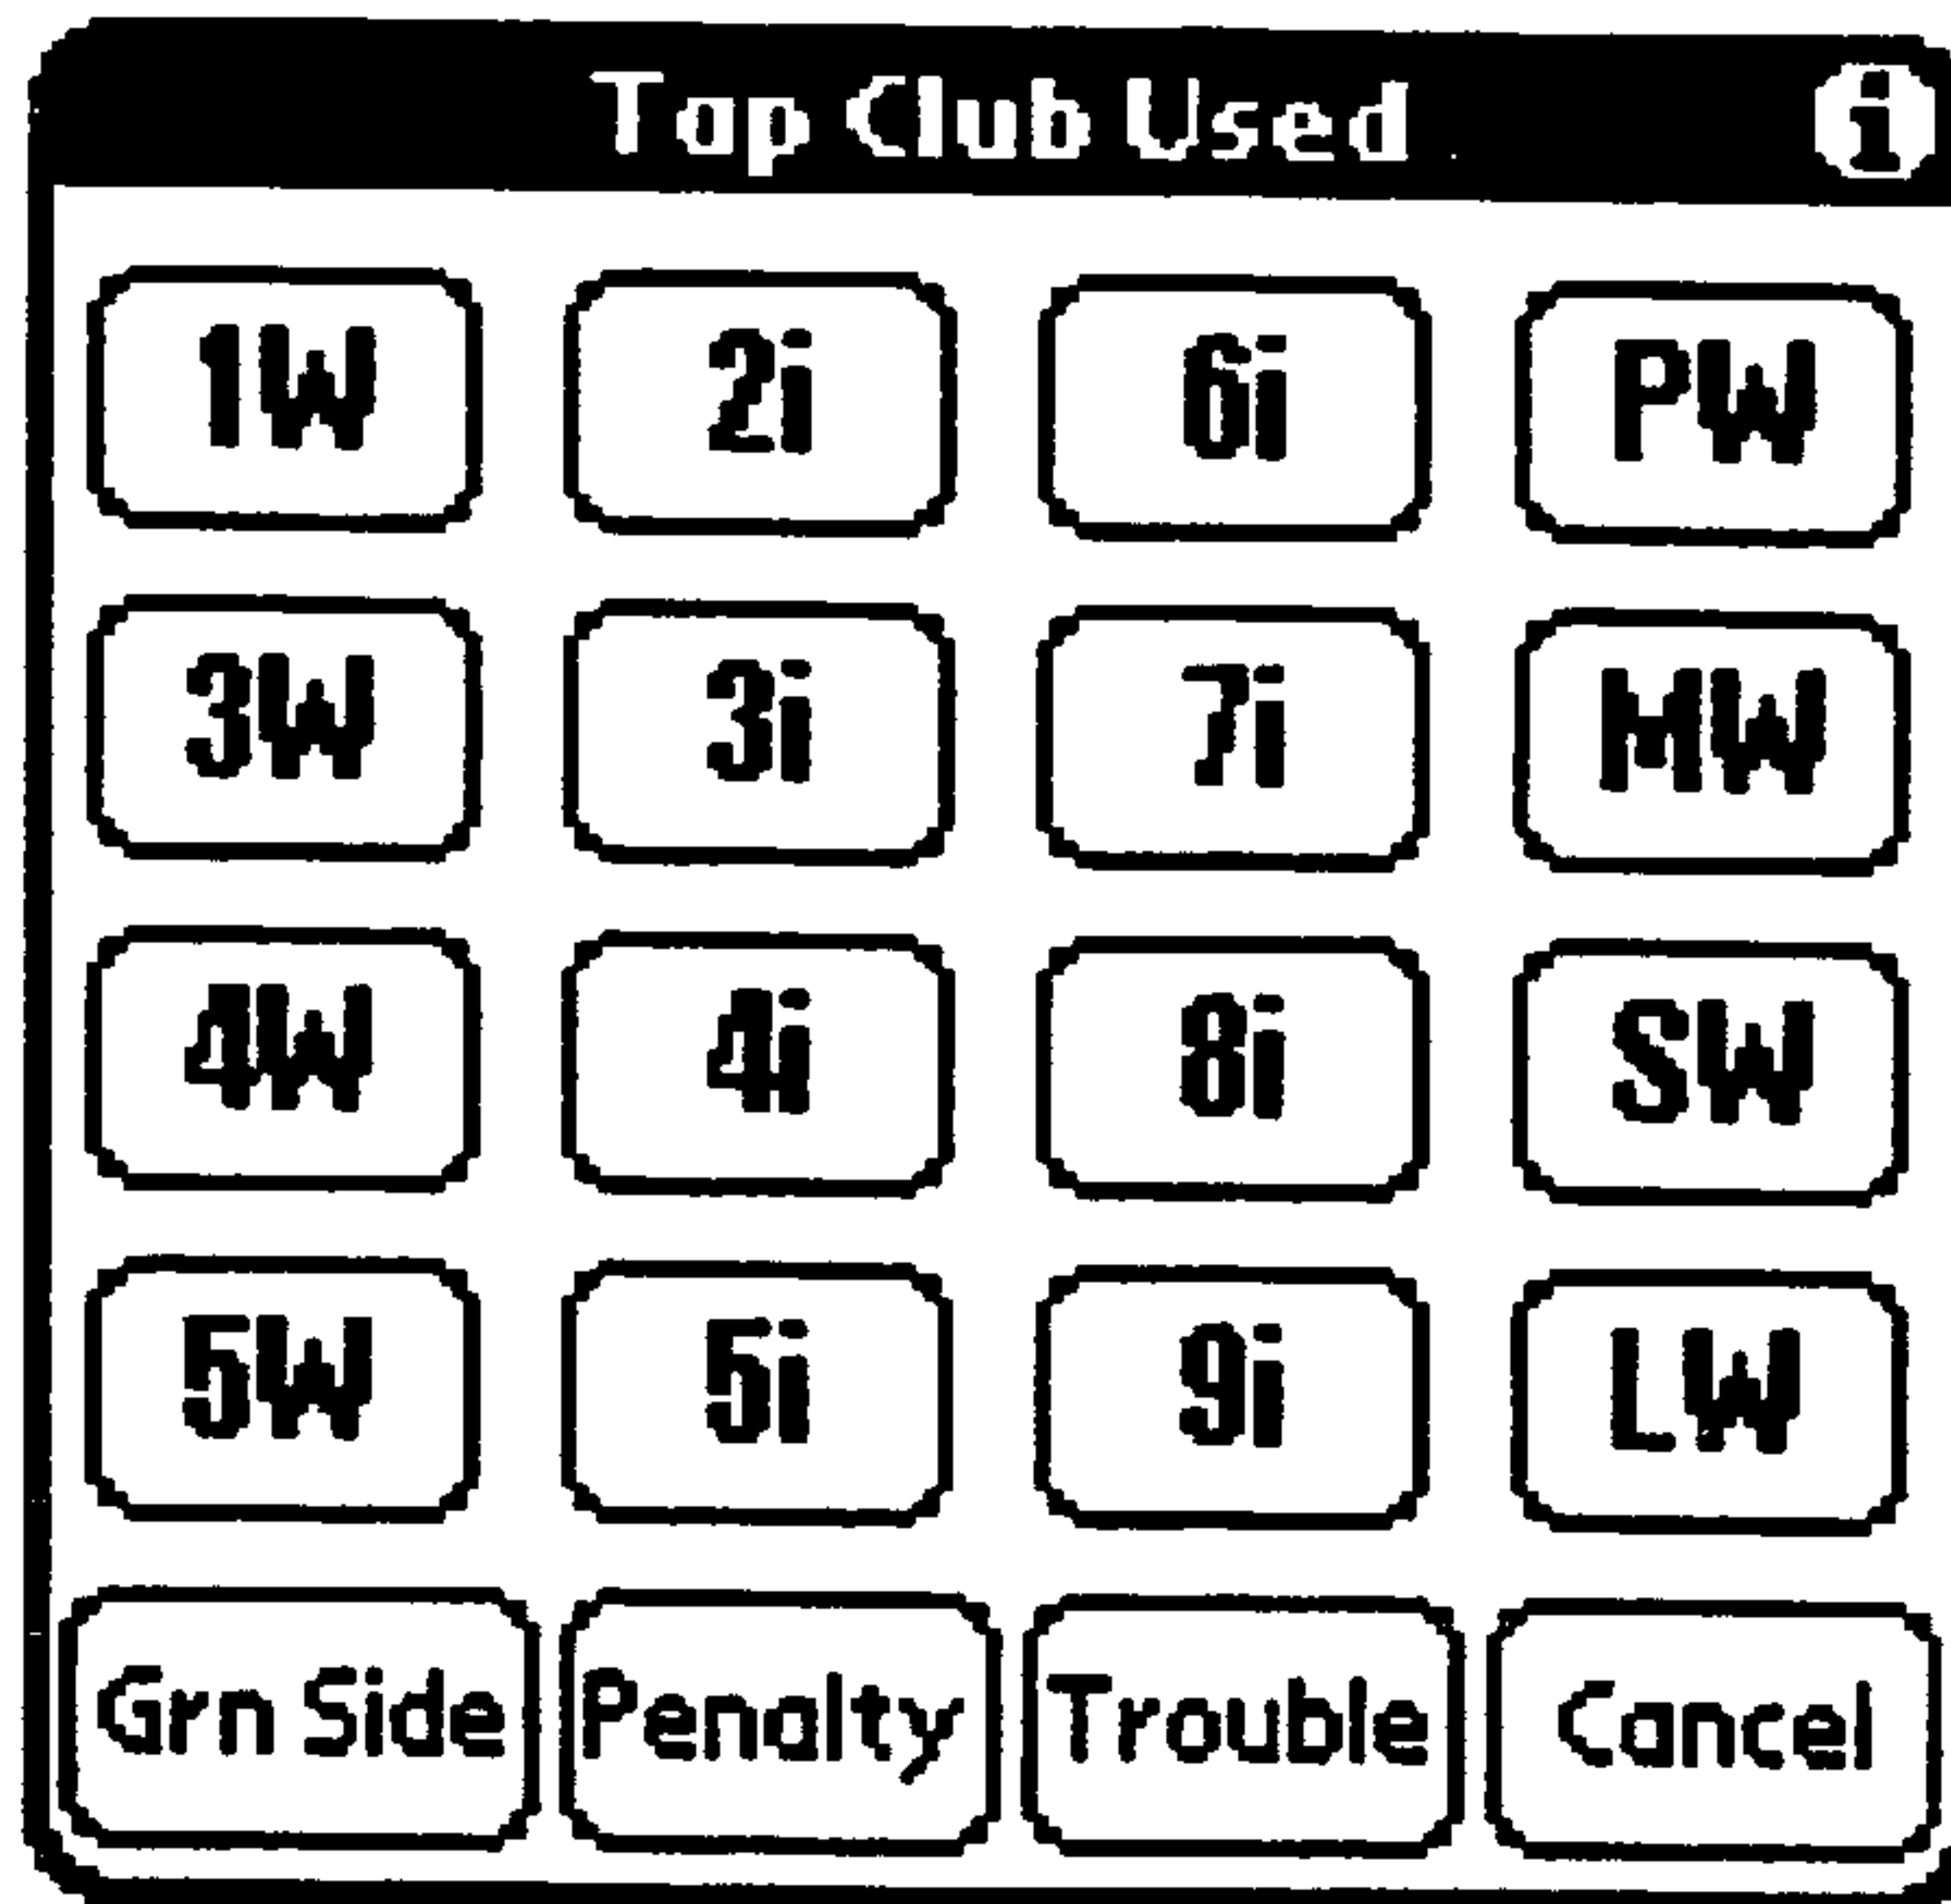 Top Club Used i
1W 2i 6i PW
3W 3i 7i MW
4W 4i 8i SW
5W 5i 9i LW
Grn Side Penalty Trouble Cancel